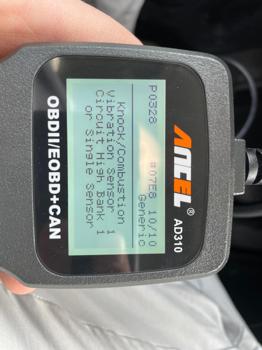 ANCEL®
AD310
P0328 #07E8 10/10
Generic
Knock/Combustion
Vibration Sensor 1
Circuit High Bank 1
or Single Sensor
OBDII/EOBD+CAN